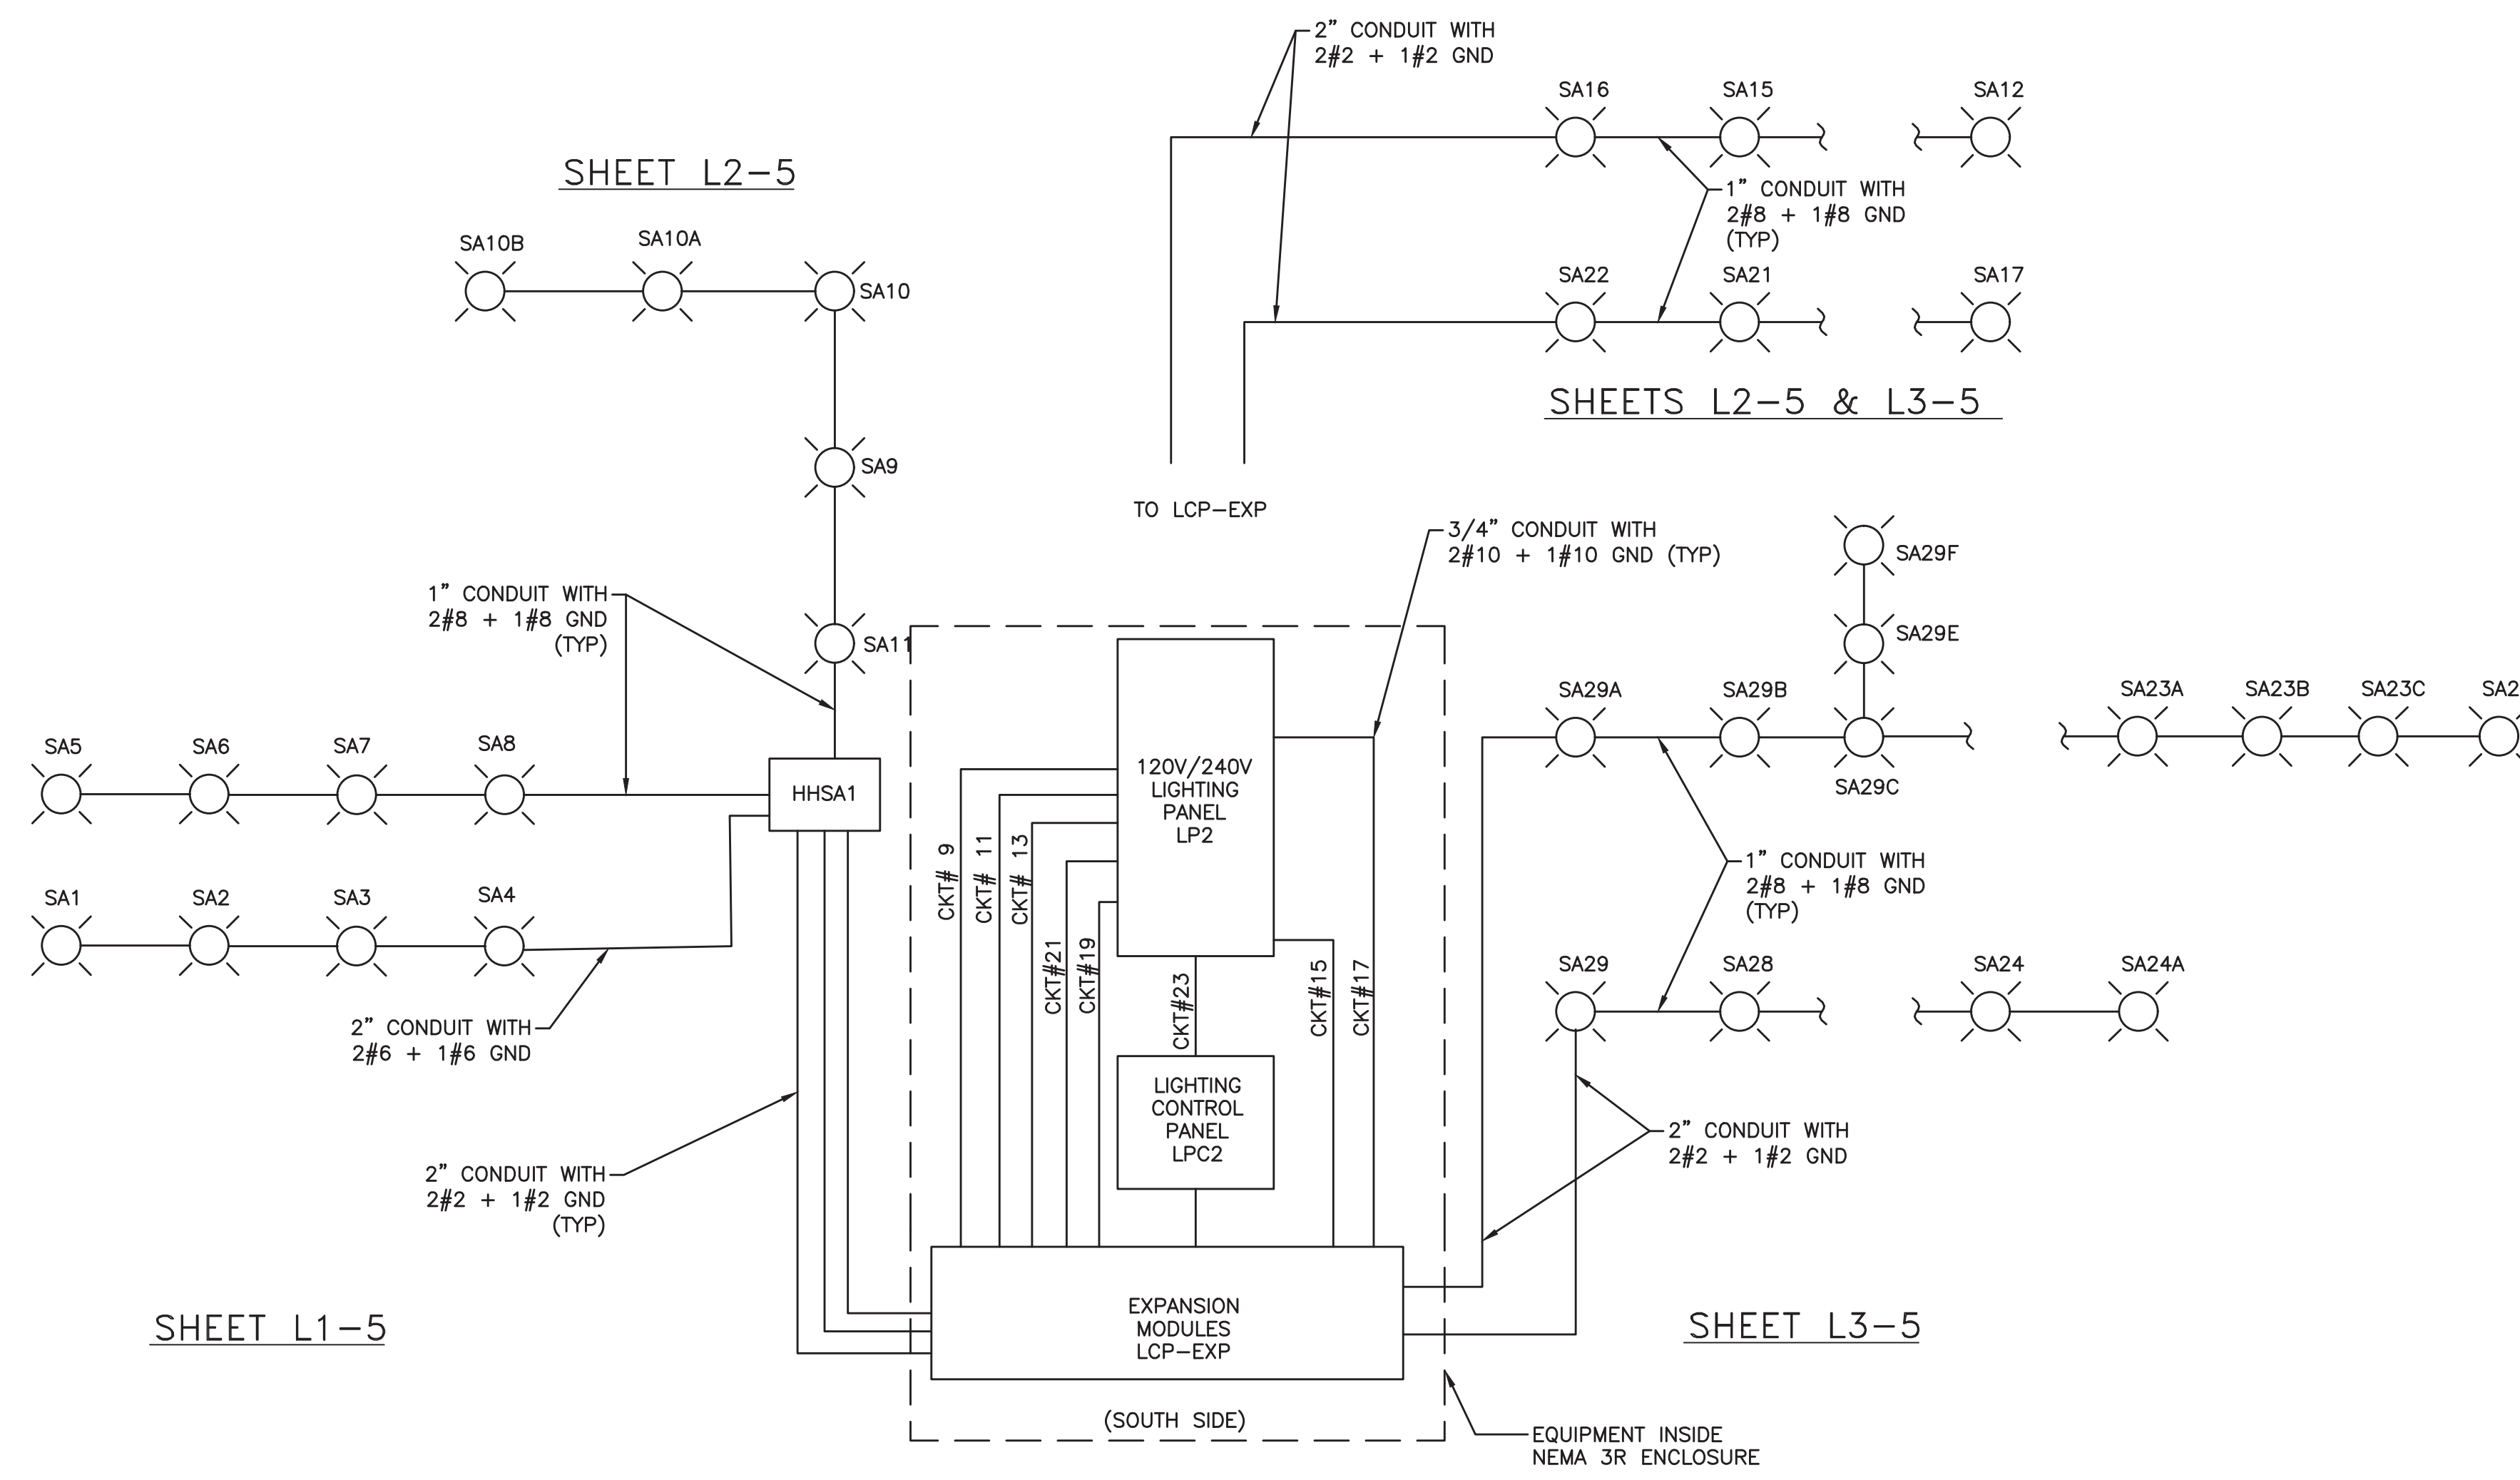 2” CONDUIT WITH
2#2 + 1#2 GND
SA16
SA15
SA12
1” CONDUIT WITH
2#8 + 1#8 GND
(TYP)
SA22
SA21
SA17
SHEETS L2-5 & L3-5
TO LCP-EXP
SHEET L2-5
SA10B
SA10A
SA10
SA9
SA11
1” CONDUIT WITH
2#8 + 1#8 GND
(TYP)
SA5
SA6
SA7
SA8
HHSA1
SA1
SA2
SA3
SA4
2” CONDUIT WITH
2#6 + 1#6 GND
2” CONDUIT WITH
2#2 + 1#2 GND
(TYP)
SHEET L1-5
3/4” CONDUIT WITH
2#10 + 1#10 GND (TYP)
120V/240V
LIGHTING
PANEL
LP2
CKT# 9
CKT# 11
CKT# 13
CKT#21
CKT#19
CKT#23
CKT#15
CKT#17
LIGHTING
CONTROL
PANEL
LPC2
EXPANSION
MODULES
LCP-EXP
(SOUTH SIDE)
EQUIPMENT INSIDE
NEMA 3R ENCLOSURE
SA29F
SA29E
SA29A
SA29B
SA29C
SA23A
SA23B
SA23C
SA2
1” CONDUIT WITH
2#8 + 1#8 GND
(TYP)
SA29
SA28
SA24
SA24A
2” CONDUIT WITH
2#2 + 1#2 GND
SHEET L3-5